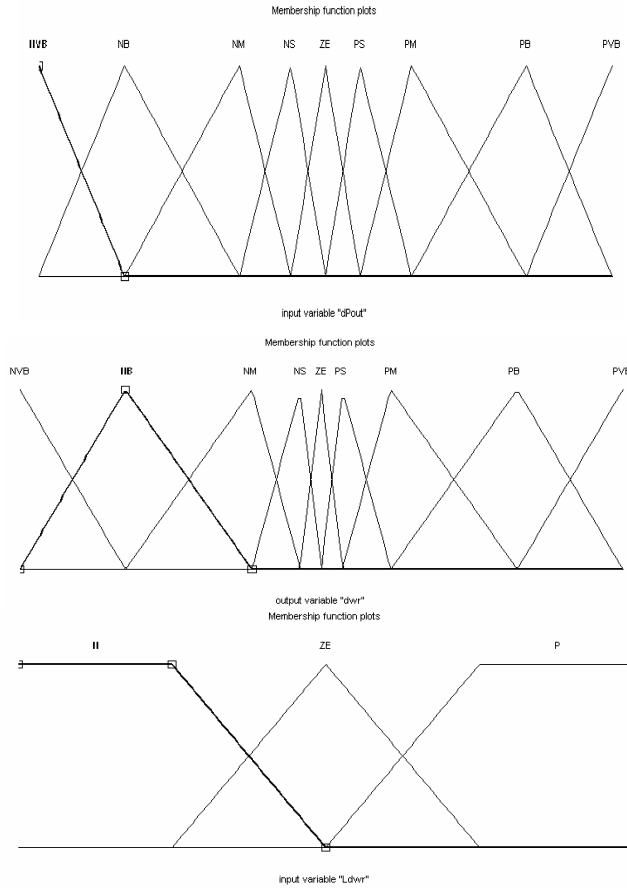 Membership function plots
NVB NB NM NS ZE PS PM PB PVB
input variable "dPout"
Membership function plots
NVB NB NM NS ZE PS PM PB PVB
output variable "dwr"
Membership function plots
N ZE P
input variable "Ldwr"